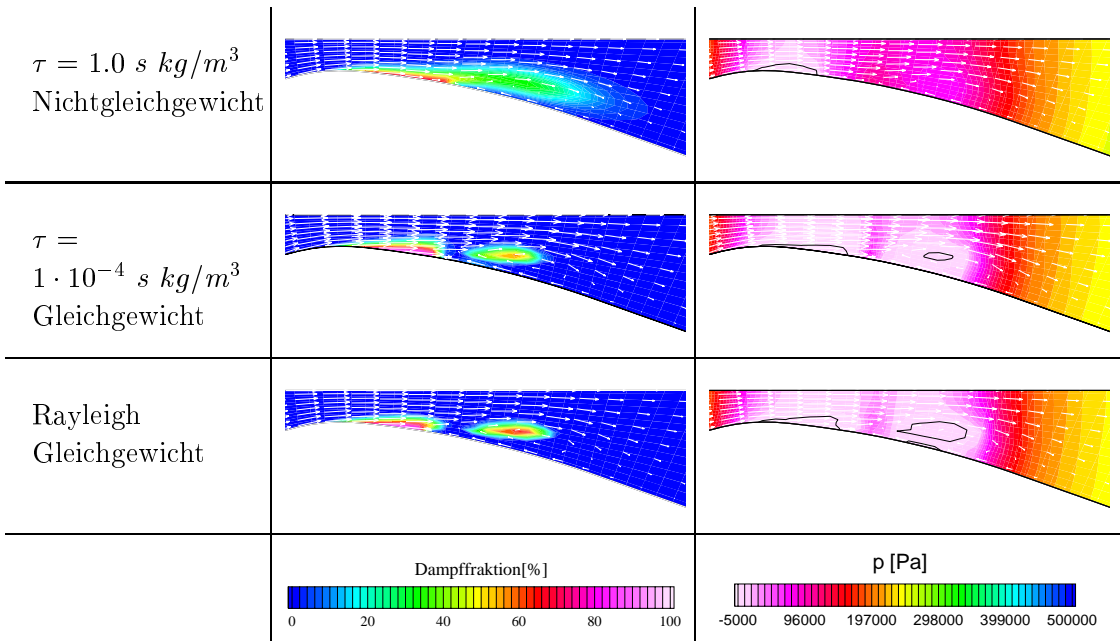 τ = 1.0 s kg/m³
Nichtgleichgewicht
τ =
1 · 10⁻⁴ s kg/m³
Gleichgewicht
Rayleigh
Gleichgewicht
Dampffraktion[%]
0 20 40 60 80 100
p [Pa]
-5000 96000 197000 298000 399000 500000